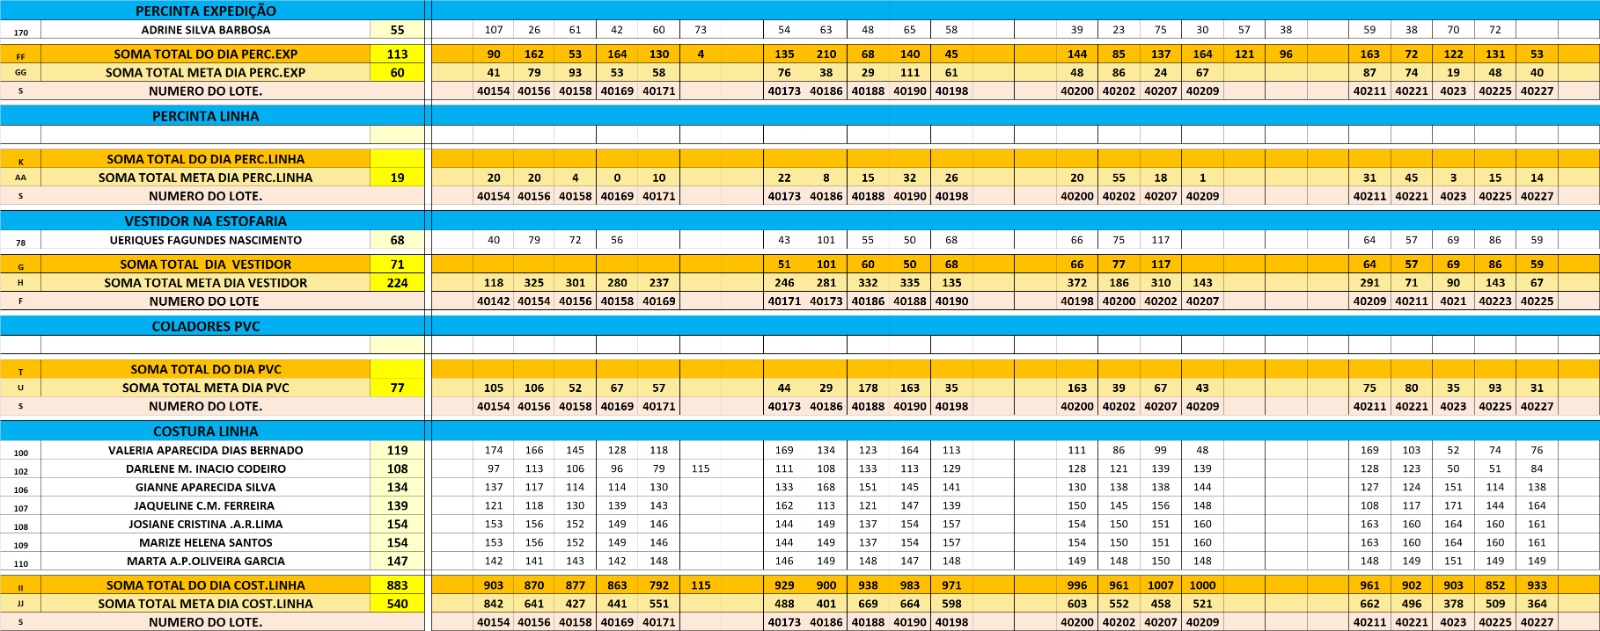 PERCINTA EXPEDIÇÃO
170 ADRINE SILVA BARBOSA 55 107 26 61 42 60 73 54 63 48 65 58 39 23 75 30 57 38 59 38 70 72
FF SOMA TOTAL DO DIA PERC.EXP 113 90 162 53 164 130 4 135 210 68 140 45 144 85 137 164 121 96 163 72 122 131 53
GG SOMA TOTAL META DIA PERC.EXP 60 41 79 93 53 58 76 38 29 111 61 48 86 24 67 87 74 19 48 40
S NUMERO DO LOTE. 40154 40156 40158 40169 40171 40173 40186 40188 40190 40198 40200 40202 40207 40209 40211 40221 4023 40225 40227
PERCINTA LINHA
K SOMA TOTAL DO DIA PERC.LINHA
AA SOMA TOTAL META DIA PERC.LINHA 19 20 20 4 0 10 22 8 15 32 26 20 55 18 1 31 45 3 15 14
S NUMERO DO LOTE. 40154 40156 40158 40169 40171 40173 40186 40188 40190 40198 40200 40202 40207 40209 40211 40221 4023 40225 40227
VESTIDOR NA ESTOFARIA
78 UERIQUES FAGUNDES NASCIMENTO 68 40 79 72 56 43 101 55 50 68 66 75 117 64 57 69 86 59
G SOMA TOTAL DIA VESTIDOR 71 51 101 60 50 68 66 77 117 64 57 69 86 59
H SOMA TOTAL META DIA VESTIDOR 224 118 325 301 280 237 246 281 332 335 135 372 186 310 143 291 71 90 143 67
F NUMERO DO LOTE 40142 40154 40156 40158 40169 40171 40173 40186 40188 40190 40198 40200 40202 40207 40209 40211 4021 40223 40225
COLADORES PVC
T SOMA TOTAL DO DIA PVC
U SOMA TOTAL META DIA PVC 77 105 106 52 67 57 44 29 178 163 35 163 39 67 43 75 80 35 93 31
S NUMERO DO LOTE. 40154 40156 40158 40169 40171 40173 40186 40188 40190 40198 40200 40202 40207 40209 40211 40221 4023 40225 40227
COSTURA LINHA
100 VALERIA APARECIDA DIAS BERNADO 119 174 166 145 128 118 169 134 123 164 113 111 86 99 48 169 103 52 74 76
102 DARLENE M. INACIO CODEIRO 108 97 113 106 96 79 115 111 108 133 113 129 128 121 139 139 128 123 50 51 84
106 GIANNE APARECIDA SILVA 134 137 117 114 114 130 133 168 151 145 141 130 138 138 144 127 124 151 114 138
107 JAQUELINE C.M. FERREIRA 139 121 118 130 139 143 162 113 121 147 139 150 145 156 148 108 117 171 144 164
108 JOSIANE CRISTINA .A.R.LIMA 154 153 156 152 149 146 144 149 137 154 157 154 150 151 160 163 160 164 160 161
109 MARIZE HELENA SANTOS 154 153 156 152 149 146 144 149 137 154 157 154 150 151 160 163 160 164 160 161
110 MARTA A.P.OLIVEIRA GARCIA 147 142 141 143 142 148 146 149 148 147 148 149 148 150 148 148 149 151 149 149
II SOMA TOTAL DO DIA COST.LINHA 883 903 870 877 863 792 115 929 900 938 983 971 996 961 1007 1000 961 902 903 852 933
JJ SOMA TOTAL META DIA COST.LINHA 540 842 641 427 441 551 488 401 669 664 598 603 552 458 521 662 496 378 509 364
S NUMERO DO LOTE. 40154 40156 40158 40169 40171 40173 40186 40188 40190 40198 40200 40202 40207 40209 40211 40221 4023 40225 40227